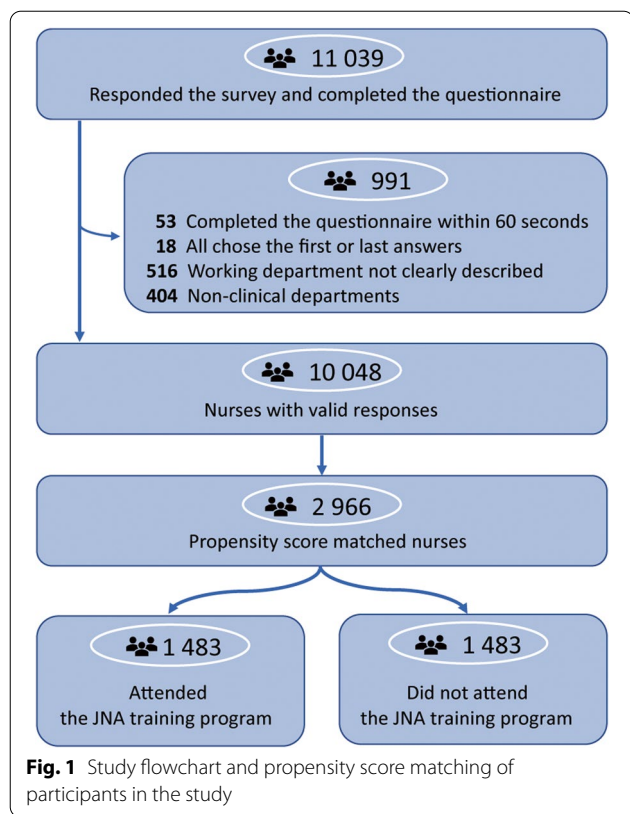 11 039
Responded the survey and completed the questionnaire
991
53 Completed the questionnaire within 60 seconds
18 All chose the first or last answers
516 Working department not clearly described
404 Non-clinical departments
10 048
Nurses with valid responses
2 966
Propensity score matched nurses
1 483
Attended
the JNA training program
1 483
Did not attend
the JNA training program
Fig. 1 Study flowchart and propensity score matching of
participants in the study